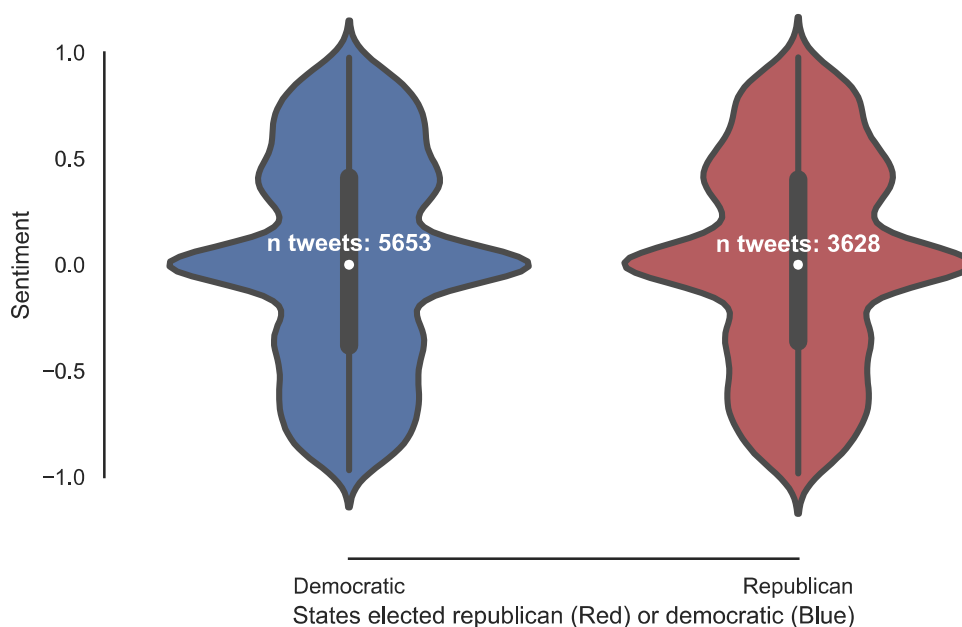 1.0
0.5
0.0
−0.5
−1.0
Sentiment
n tweets: 5653
n tweets: 3628
Democratic
Republican
States elected republican (Red) or democratic (Blue)